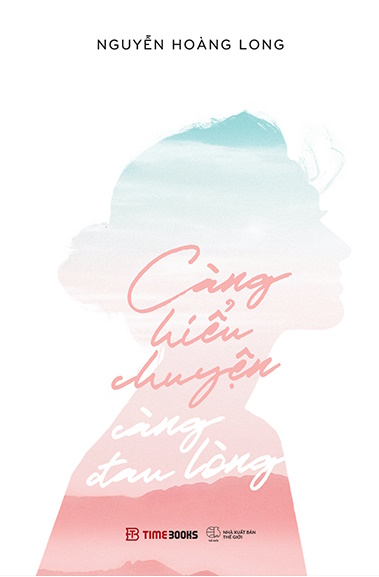 NGUYỄN HOÀNG LONG
Càng
hiểu
chuyện
càng
đau lòng
TIMEBOOKS
NHÀ XUẤT BẢN
THẾ GIỚI